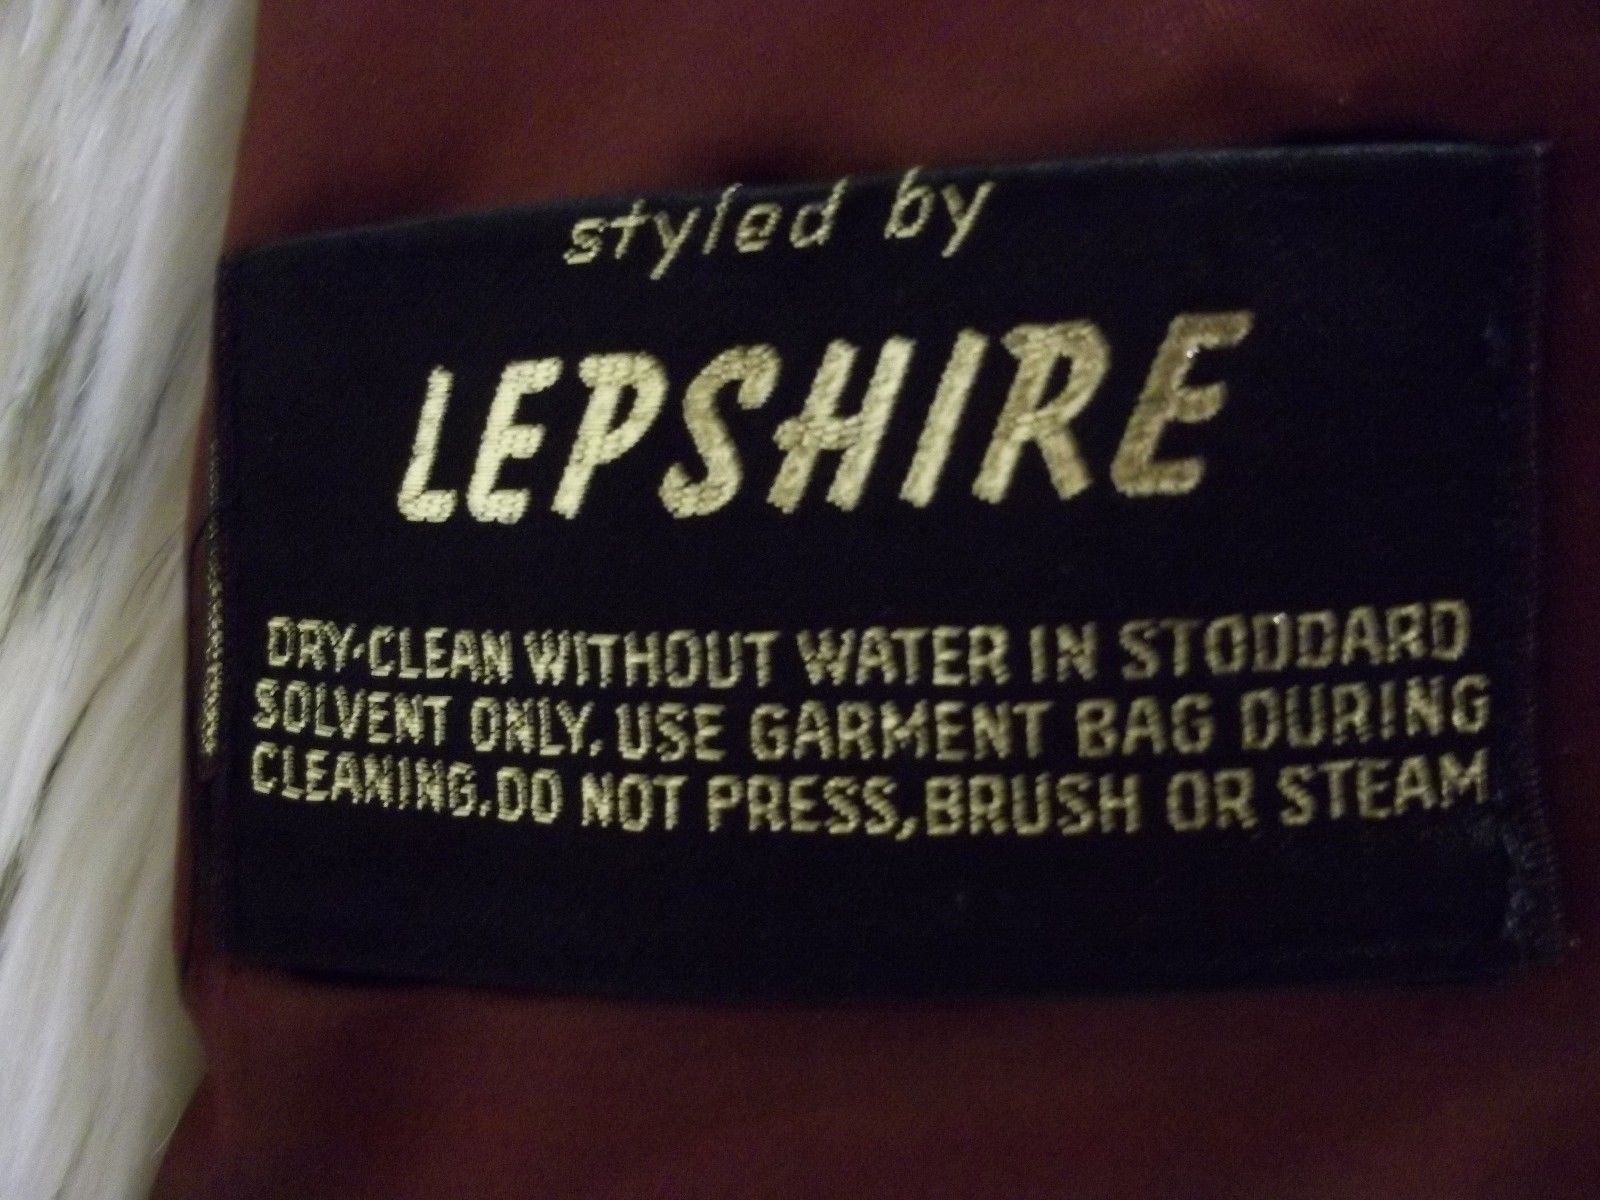 styled by
LEPSHIRE
DRY-CLEAN WITHOUT WATER IN STODDARD
SOLVENT ONLY. USE GARMENT BAG DURING
CLEANING. DO NOT PRESS, BRUSH OR STEAM